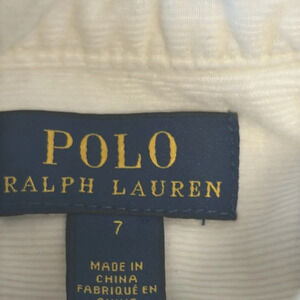 POLO
RALPH LAUREN
7
MADE IN
CHINA
FABRIQUÉ EN